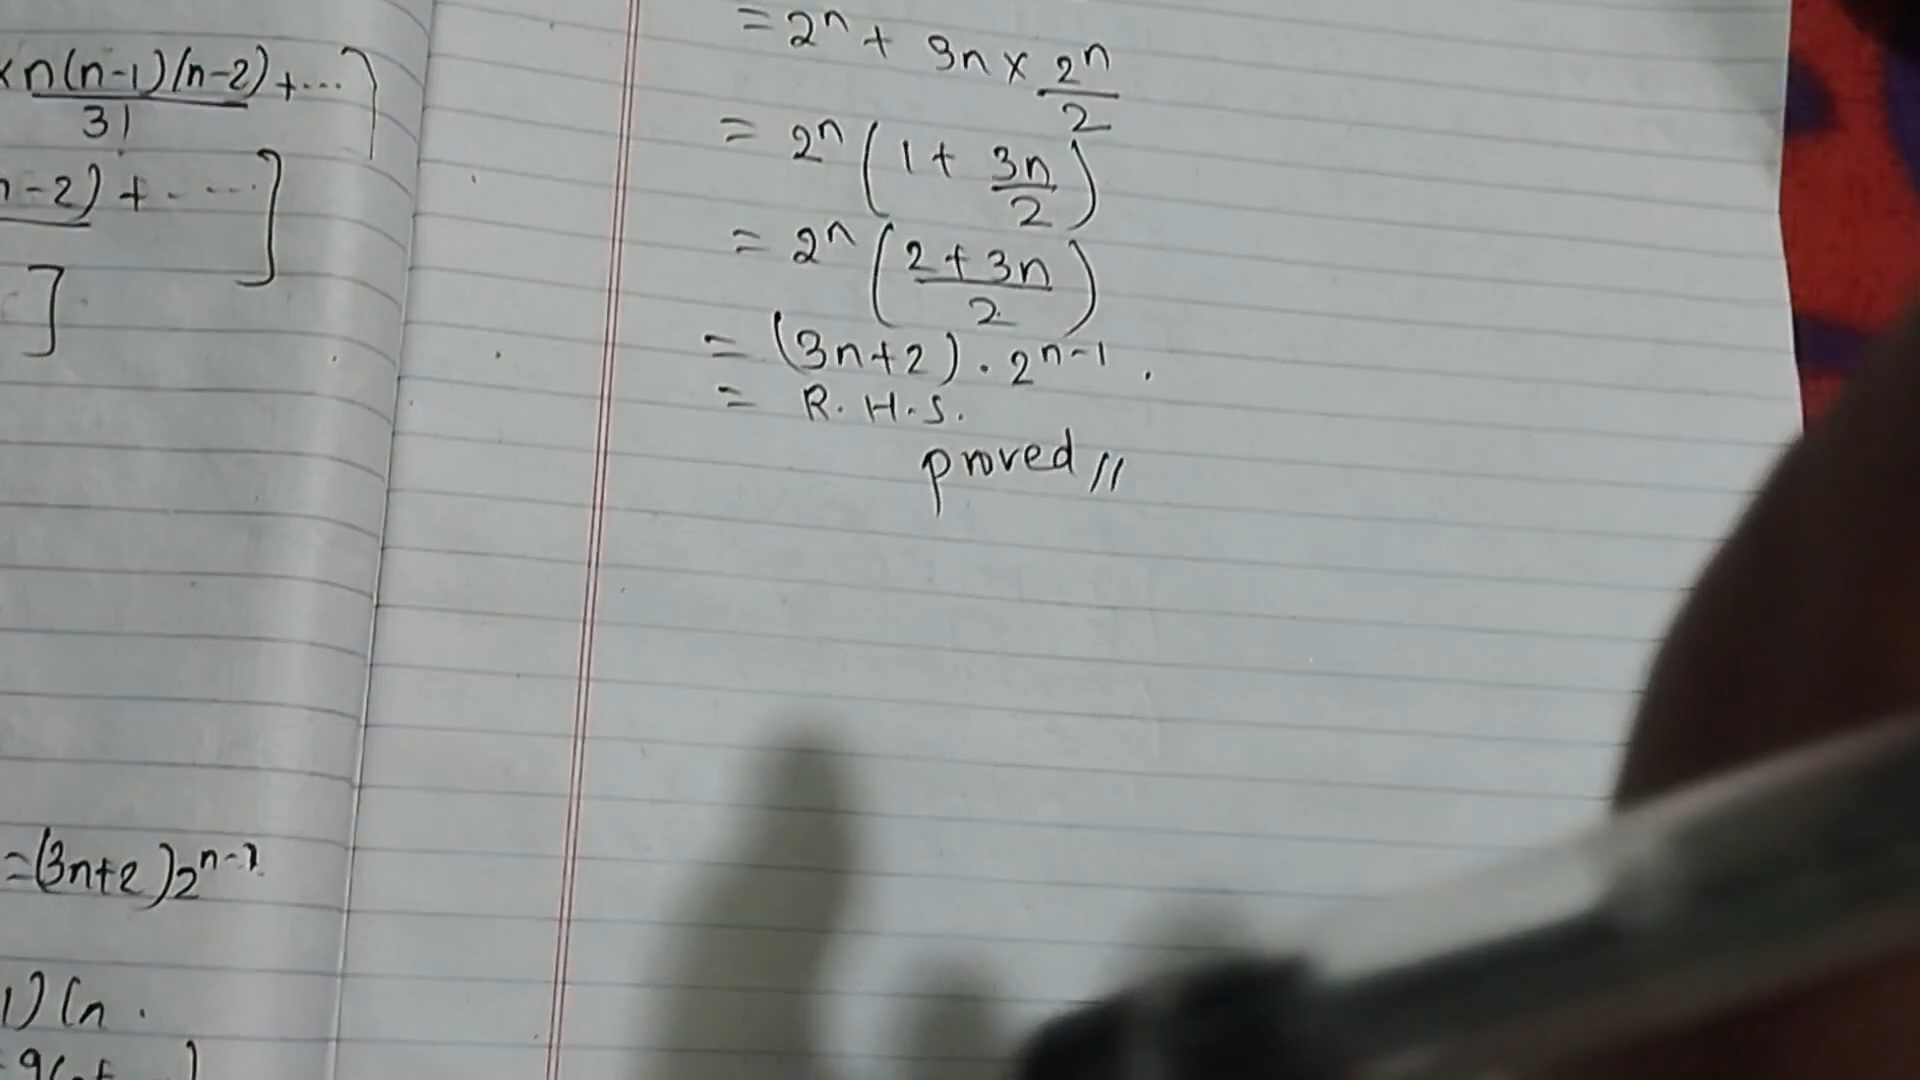 ×n(n-1)(n-2)/3! + ...)
n-2) + ....]
]
=(3n+2)2^(n-1)
1)(n .
= 2^n + 3n × 2^n/2
= 2^n (1 + 3n/2)
= 2^n ((2+3n)/2)
= (3n+2) . 2^(n-1) .
= R.H.S.
proved //